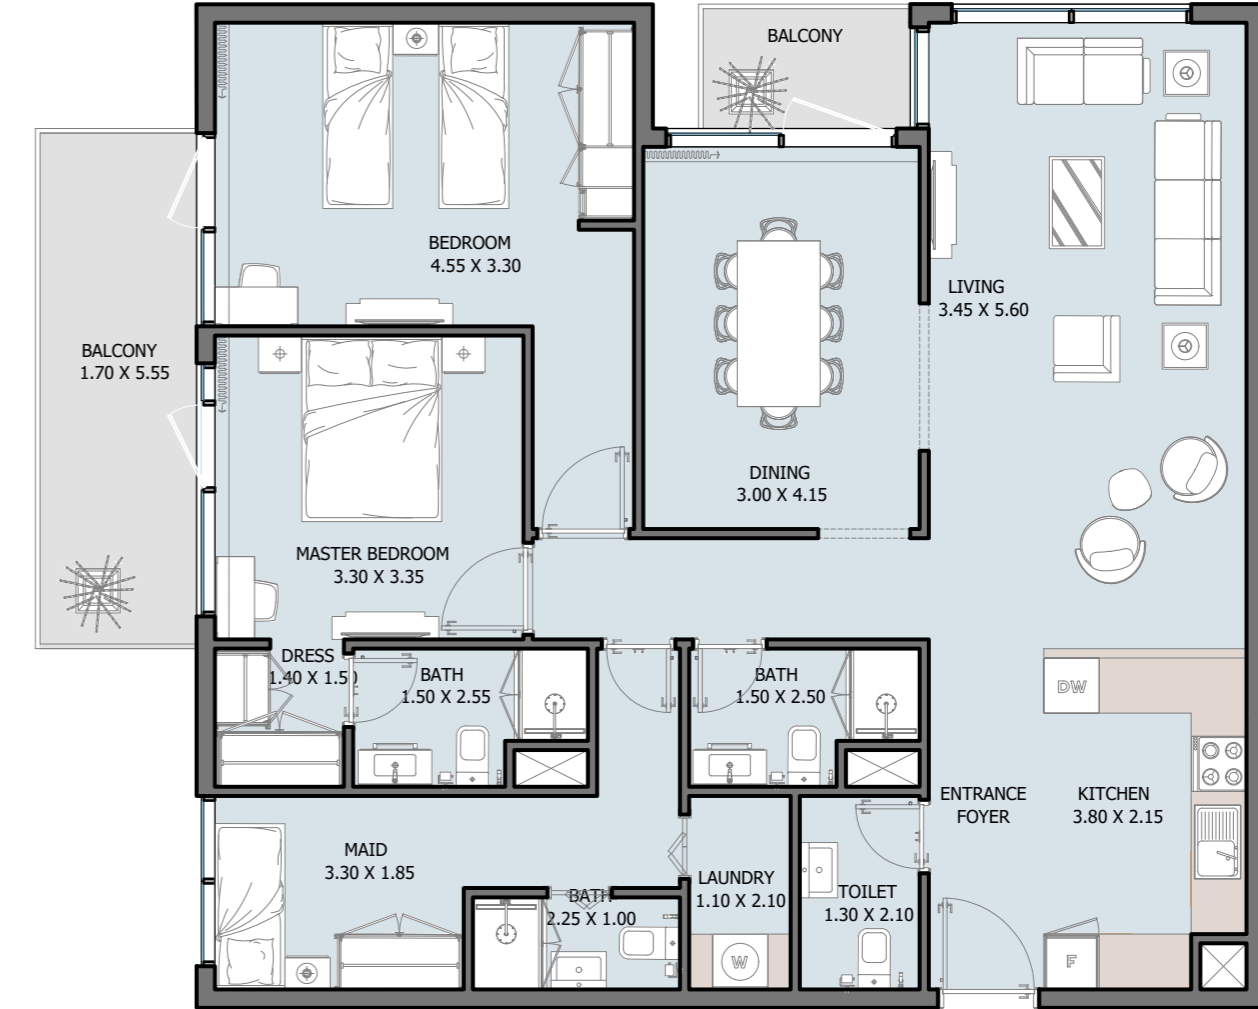 BALCONY
BEDROOM
4.55 X 3.30
LIVING
3.45 X 5.60
BALCONY
1.70 X 5.55
DINING
3.00 X 4.15
MASTER BEDROOM
3.30 X 3.35
DRESS
1.40 X 1.50
BATH
1.50 X 2.55
BATH
1.50 X 2.50
DW
ENTRANCE
FOYER
KITCHEN
3.80 X 2.15
MAID
3.30 X 1.85
BATH
2.25 X 1.00
LAUNDRY
1.10 X 2.10
TOILET
1.30 X 2.10
W
F